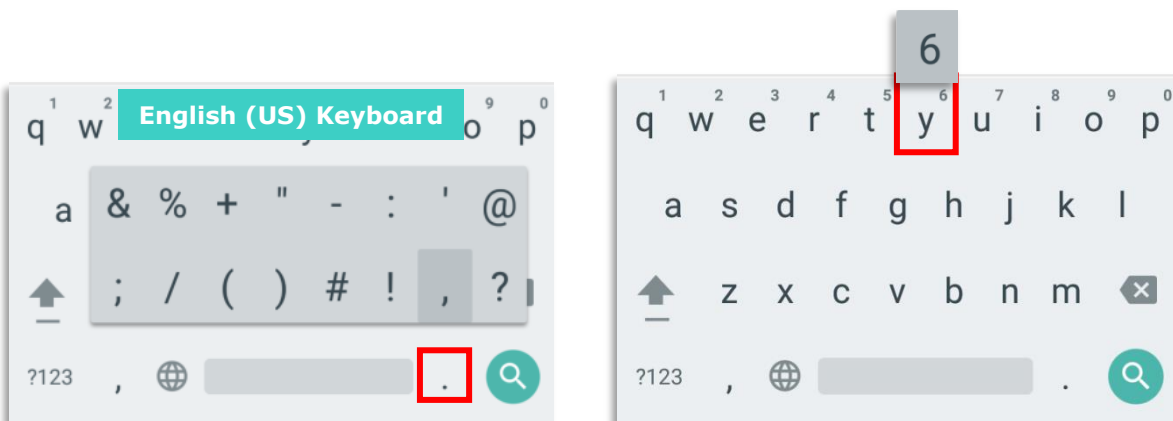 6
1 2 9 0
q w English (US) Keyboard o p
a & % + " - : ' @
; / ( ) # ! , ?
?123 , .
1 2 3 4 5 6 7 8 9 0
q w e r t y u i o p
a s d f g h j k l
z x c v b n m
?123 , .